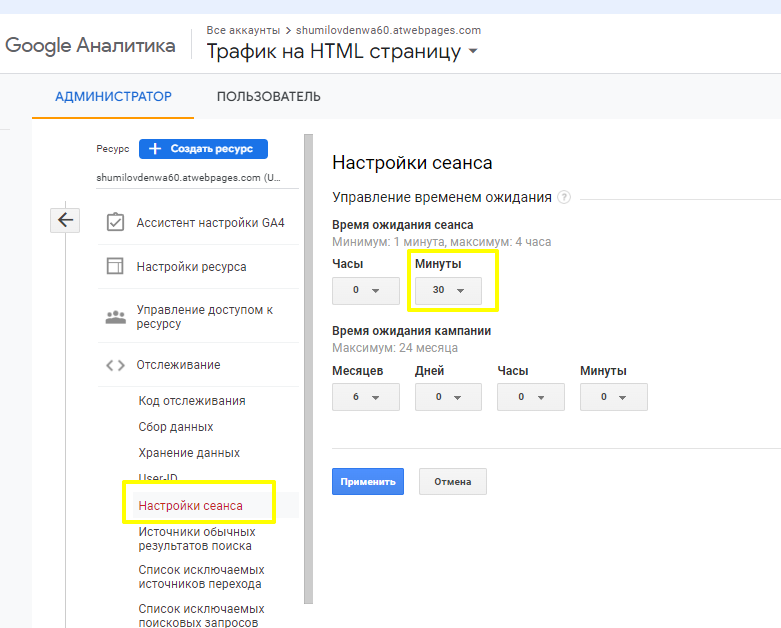 Google Аналитика
Все аккаунты > shumilovdenwa60.atwebpages.com
Трафик на HTML страницу
АДМИНИСТРАТОР
ПОЛЬЗОВАТЕЛЬ
Ресурс
+ Создать ресурс
shumilovdenwa60.atwebpages.com (U...
Ассистент настройки GA4
Настройки ресурса
Управление доступом к
ресурсу
Отслеживание
Код отслеживания
Сбор данных
Хранение данных
User-ID
Настройки сеанса
Источники обычных
результатов поиска
Список исключаемых
источников перехода
Список исключаемых
поисковых запросов
Настройки сеанса
Управление временем ожидания ?
Время ожидания сеанса
Минимум: 1 минута, максимум: 4 часа
Часы Минуты
0 30
Время ожидания кампании
Максимум: 24 месяца
Месяцев Дней Часы Минуты
6 0 0 0
Применить Отмена